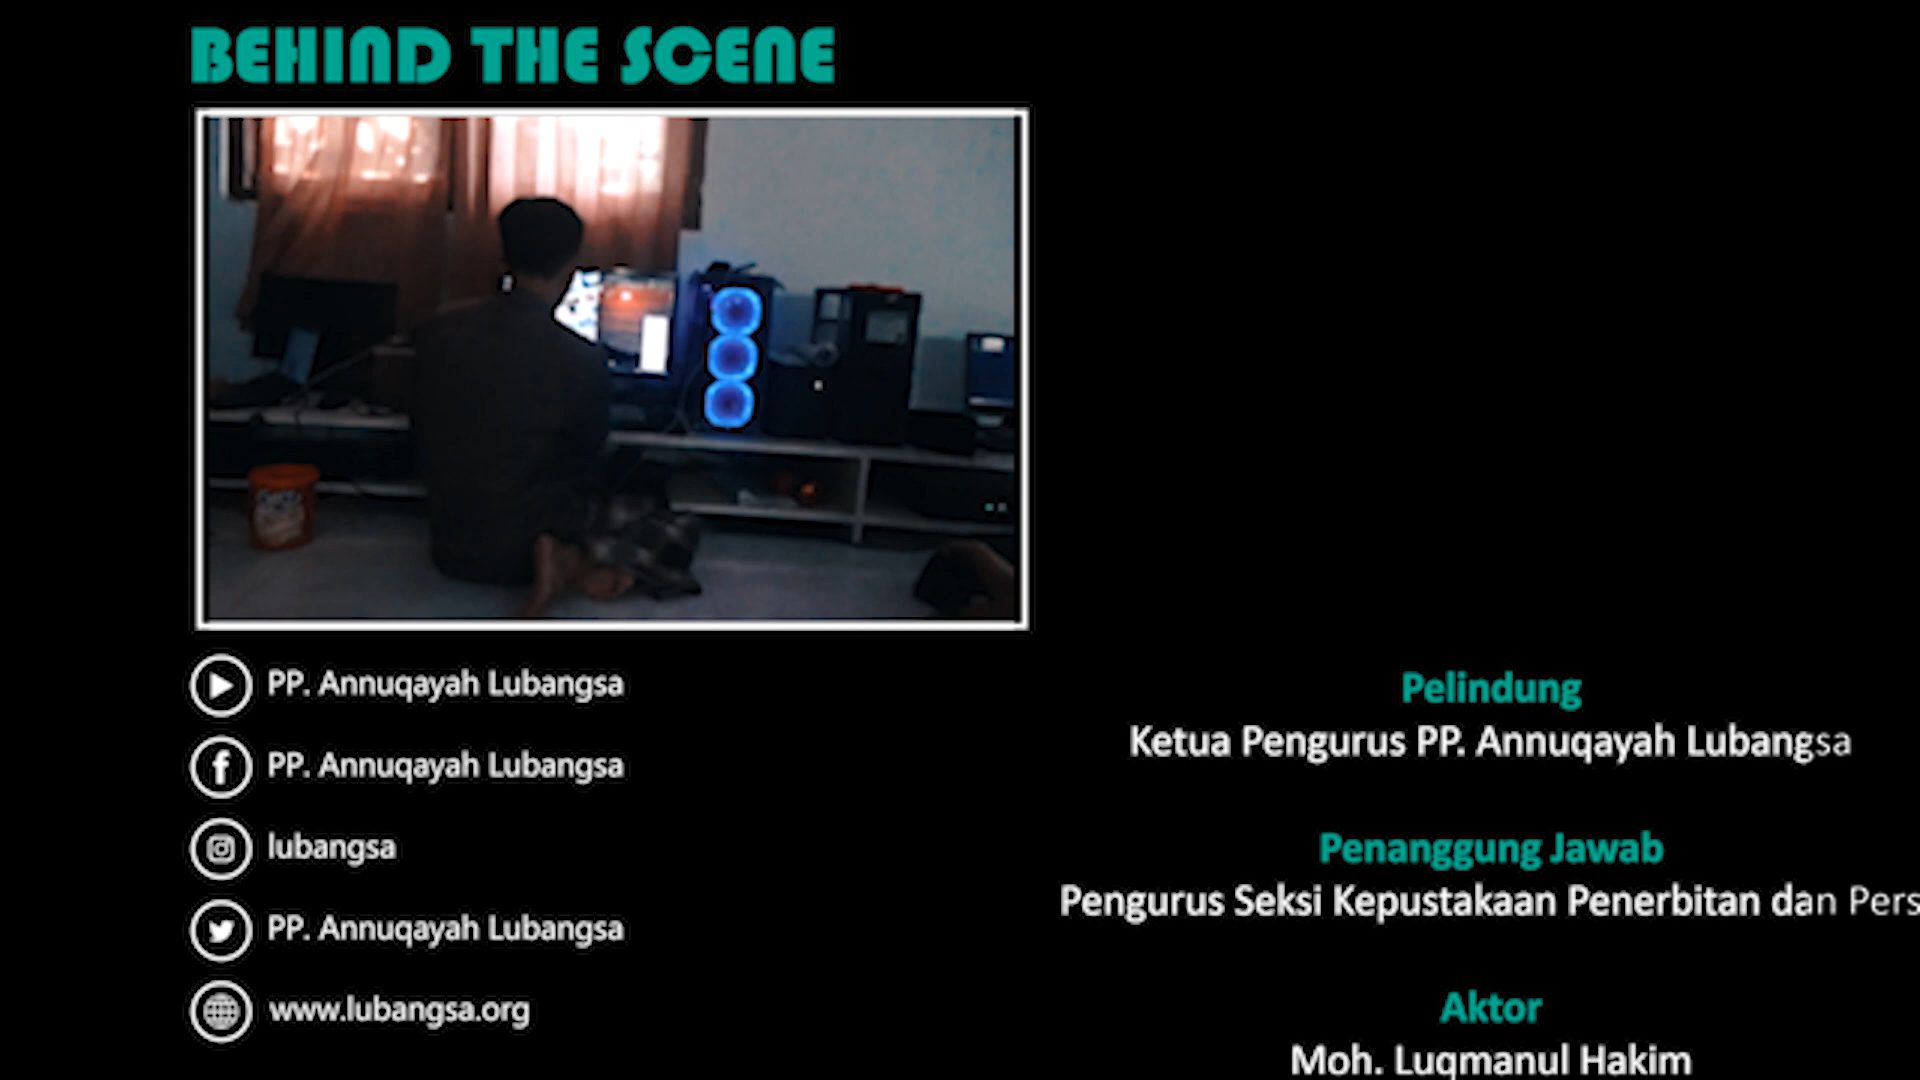 BEHIND THE SCENE
PP. Annuqayah Lubangsa
PP. Annuqayah Lubangsa
lubangsa
PP. Annuqayah Lubangsa
www.lubangsa.org
Pelindung
Ketua Pengurus PP. Annuqayah Lubangsa
Penanggung Jawab
Pengurus Seksi Kepustakaan Penerbitan dan Pers
Aktor
Moh. Luqmanul Hakim